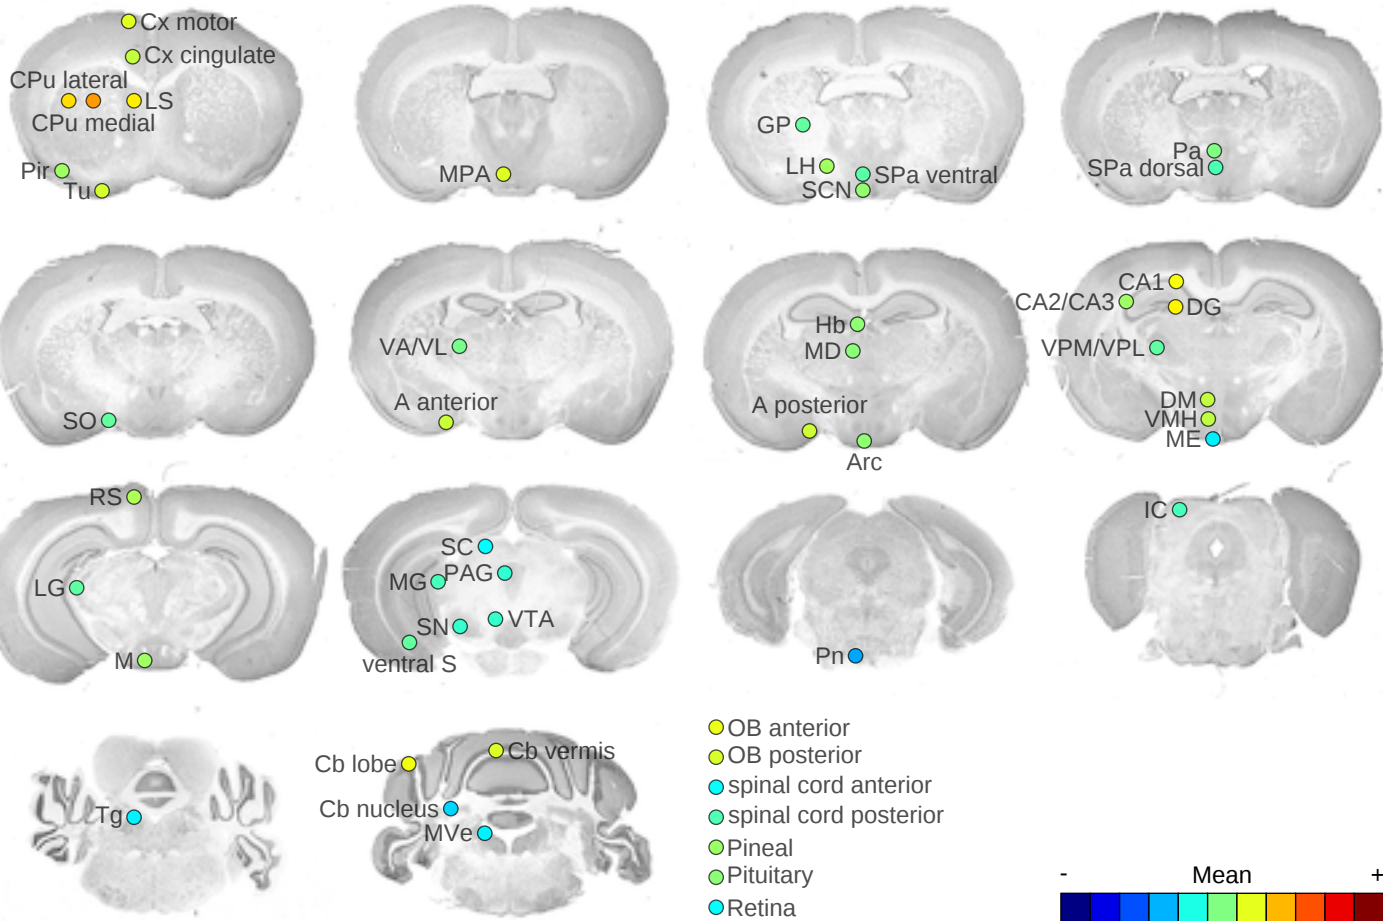 Cx motor
Cx cingulate
CPu lateral
LS
CPu medial
Pir
Tu
MPA
GP
LH
SPa ventral
SCN
Pa
SPa dorsal
SO
VA/VL
A anterior
Hb
MD
A posterior
Arc
CA1
CA2/CA3
DG
VPM/VPL
DM
VMH
ME
RS
LG
M
SC
MG
PAG
SN
VTA
ventral S
Pn
IC
Tg
Cb lobe
Cb vermis
Cb nucleus
MVe
OB anterior
OB posterior
spinal cord anterior
spinal cord posterior
Pineal
Pituitary
Retina
- Mean +